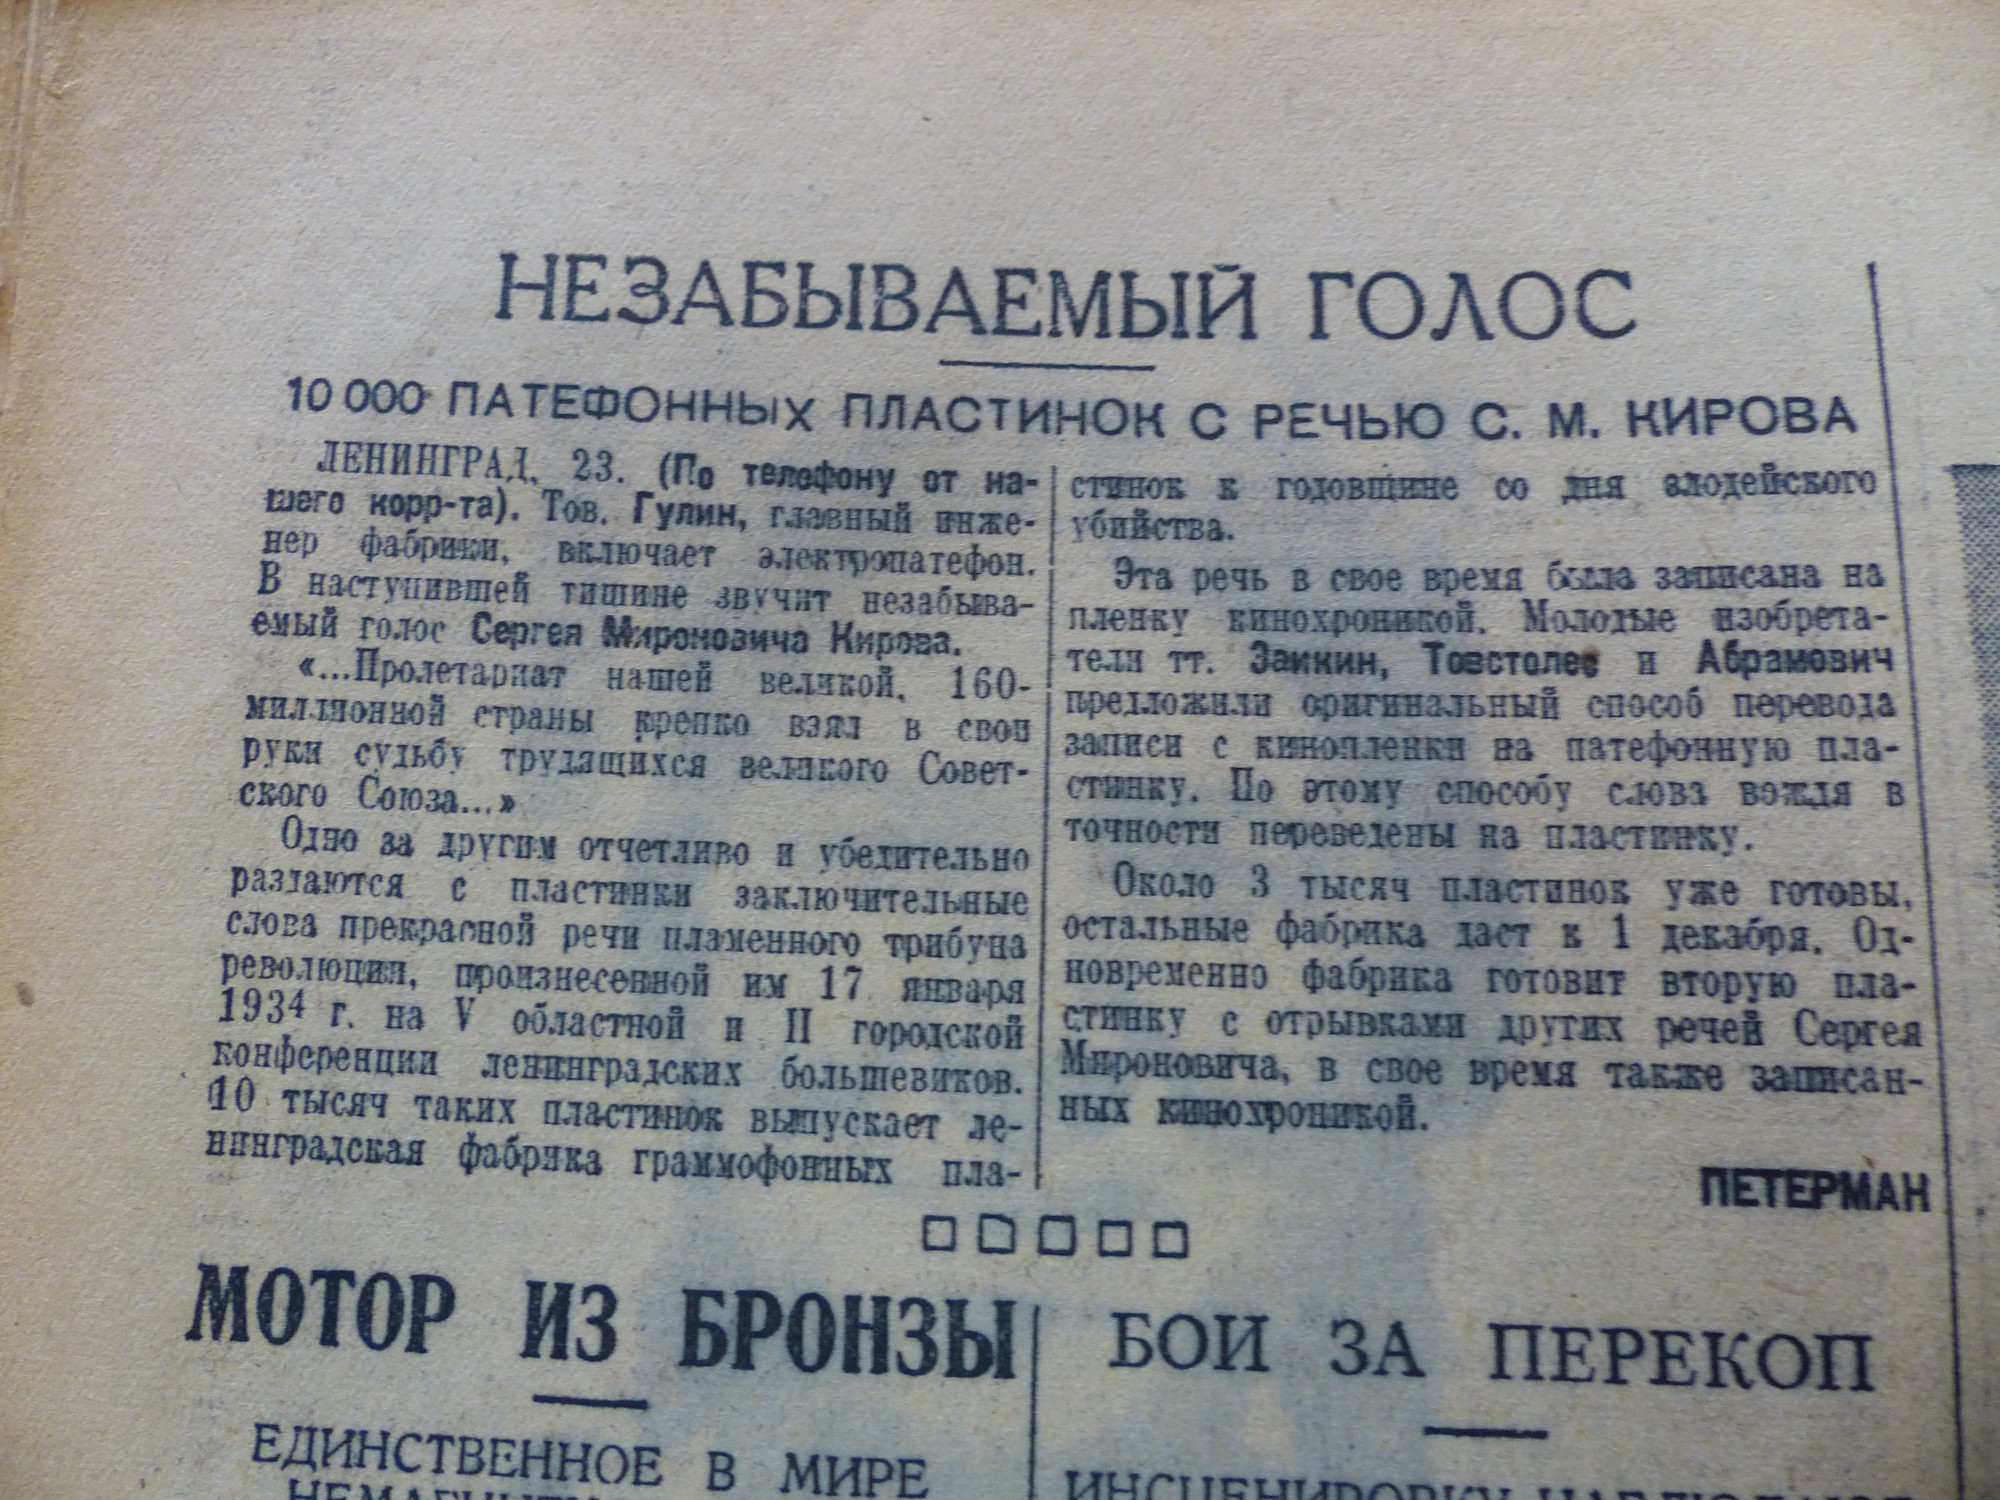 НЕЗАБЫВАЕМЫЙ ГОЛОС
10 000 ПАТЕФОННЫХ ПЛАСТИНОК С РЕЧЬЮ С. М. КИРОВА
ЛЕНИНГРАД, 23. (По телефону от на-
шего корр-та). Тов. Гулин, главный инже-
нер фабрики, включает электропатефон.
В наступившей тишине звучит незабыва-
емый голос Сергея Мироновича Кирова.
«...Пролетариат нашей великой, 160-
миллионной страны крепко взял в свои
руки судьбу трудящихся великого Совет-
ского Союза...»
Одно за другим отчетливо и убедительно
раздаются с пластинки заключительные
слова прекрасной речи пламенного трибуна
революции, произнесенной им 17 января
1934 г. на V областной и II городской
конференции ленинградских большевиков.
10 тысяч таких пластинок выпускает ле-
нинградская фабрика граммофонных пла-
стинок к годовщине со дня злодейского
убийства.
Эта речь в свое время была записана на
пленку кинохроникой. Молодые изобрета-
тели тт. Заикин, Товстолес и Абрамович
предложили оригинальный способ перевода
записи с кинопленки на патефонную пла-
стинку. По этому способу слова вождя в
точности переведены на пластинку.
Около 3 тысяч пластинок уже готовы,
остальные фабрика даст к 1 декабря. Од-
новременно фабрика готовит вторую пла-
стинку с отрывками других речей Сергея
Мироновича, в свое время также записан-
ных кинохроникой.
ПЕТЕРМАН
МОТОР ИЗ БРОНЗЫ
ЕДИНСТВЕННОЕ В МИРЕ
БОИ ЗА ПЕРЕКОП
ИНСЦЕНИРОВКУ